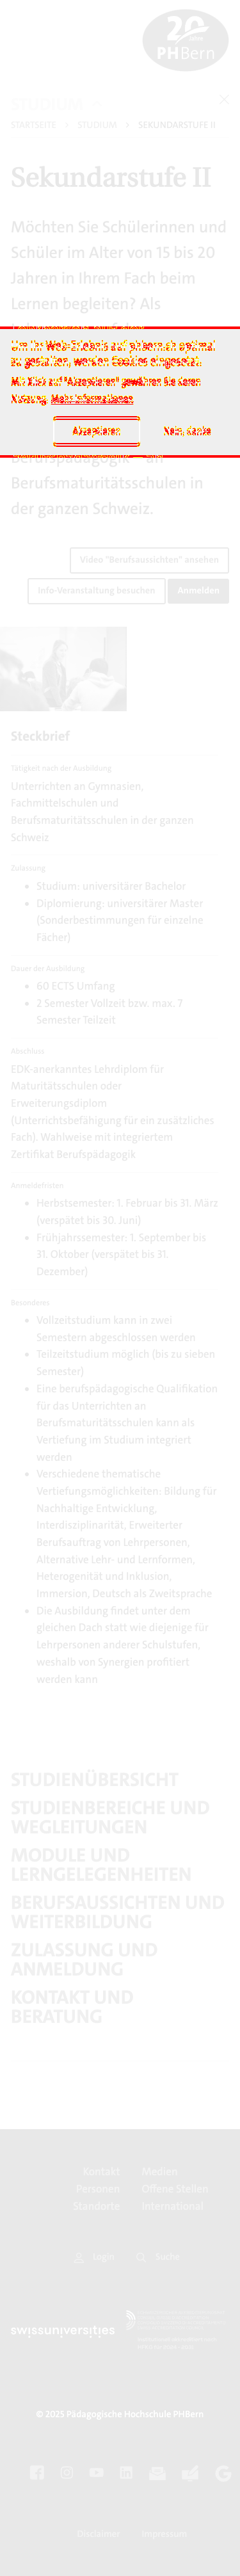 20
Jahre
PHBern
STUDIUM
STARTSEITE > STUDIUM > SEKUNDARSTUFE II
Sekundarstufe II
Möchten Sie Schülerinnen und
Schüler im Alter von 15 bis 20
Jahren in Ihrem Fach beim
Lernen begleiten? Als
Um die Website laufend optimal
zu gestalten, werden Cookies eingesetzt.
Mit Klick auf "Akzeptieren" gewähren Sie deren
Nutzung. Mehr Informationen
Akzeptieren
Nein, danke
Berufspädagogik – an
Berufsmaturitätsschulen in
der ganzen Schweiz.
Video "Berufsaussichten" ansehen
Info-Veranstaltung besuchen
Anmelden
Steckbrief
Tätigkeit nach der Ausbildung
Unterrichten an Gymnasien,
Fachmittelschulen und
Berufsmaturitätsschulen in der ganzen
Schweiz
Zulassung
Studium: universitärer Bachelor
Diplomierung: universitärer Master
(Sonderbestimmungen für einzelne
Fächer)
Dauer der Ausbildung
60 ECTS Umfang
2 Semester Vollzeit bzw. max. 7
Semester Teilzeit
Abschluss
EDK-anerkanntes Lehrdiplom für
Maturitätsschulen oder
Erweiterungsdiplom
(Unterrichtsbefähigung für ein zusätzliches
Fach). Wahlweise mit integriertem
Zertifikat Berufspädagogik
Anmeldefristen
Herbstsemester: 1. Februar bis 31. März
(verspätet bis 30. Juni)
Frühjahrssemester: 1. September bis
31. Oktober (verspätet bis 31.
Dezember)
Besonderes
Vollzeitstudium kann in zwei
Semestern abgeschlossen werden
Teilzeitstudium möglich (bis zu sieben
Semester)
Eine berufspädagogische Qualifikation
für das Unterrichten an
Berufsmaturitätsschulen kann als
Vertiefung im Studium integriert
werden
Verschiedene thematische
Vertiefungsmöglichkeiten: Bildung für
Nachhaltige Entwicklung,
Interdisziplinarität, Erweiterter
Berufsauftrag von Lehrpersonen,
Alternative Lehr- und Lernformen,
Heterogenität und Inklusion,
Immersion, Deutsch als Zweitsprache
Die Ausbildung findet unter dem
gleichen Dach statt wie diejenige für
Lehrpersonen anderer Schulstufen,
weshalb von Synergien profitiert
werden kann
STUDIENÜBERSICHT
STUDIENBEREICHE UND
WEGLEITUNGEN
MODULE UND
LERNGELEGENHEITEN
BERUFSAUSSICHTEN UND
WEITERBILDUNG
ZULASSUNG UND
ANMELDUNG
KONTAKT UND
BERATUNG
Kontakt Medien
Personen Offene Stellen
Standorte International
Login Suche
swissuniversities
© 2025 Pädagogische Hochschule PHBern
Disclaimer Impressum